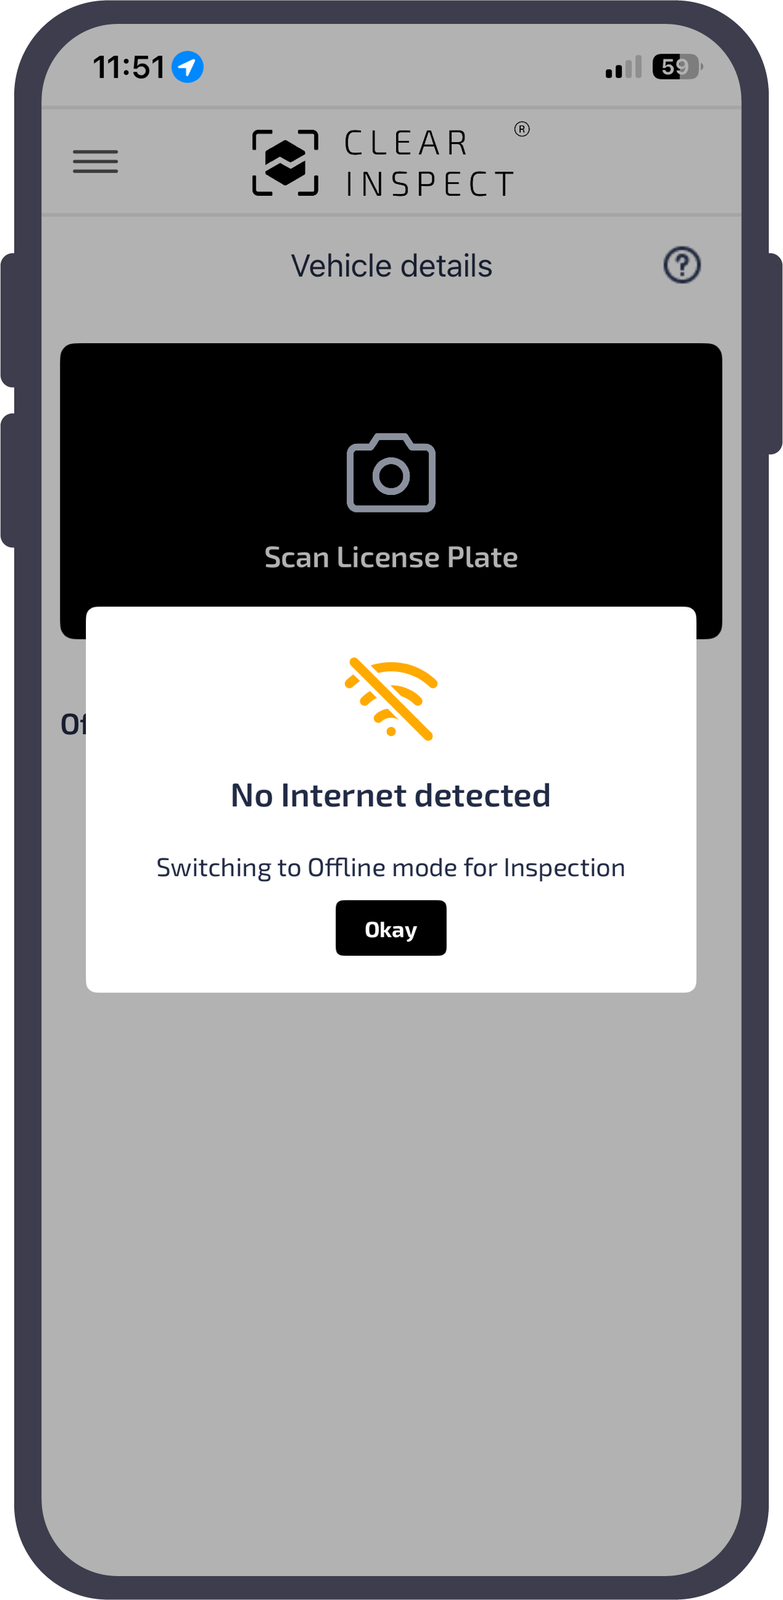 11:51
59
CLEAR ®
INSPECT
Vehicle details
Scan License Plate
No Internet detected
Switching to Offline mode for Inspection
Okay